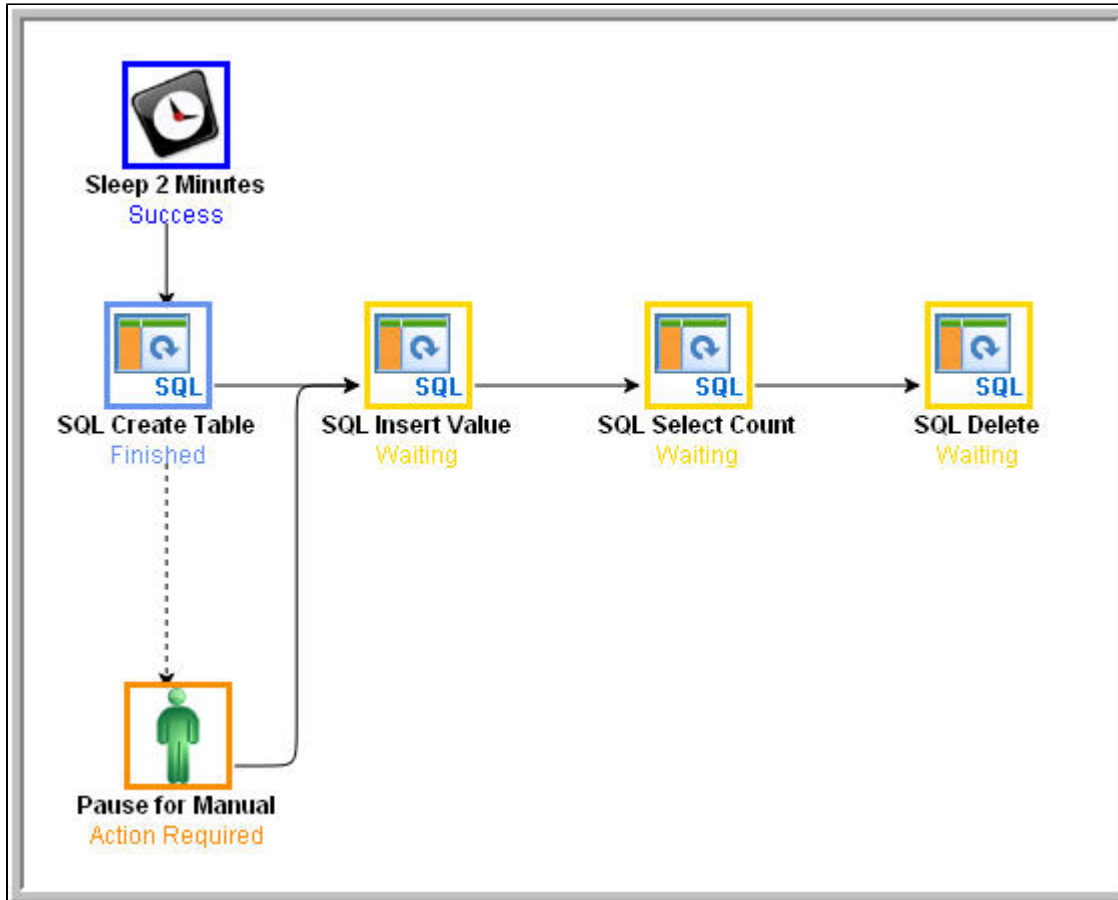 Sleep 2 Minutes
Success
SQL
SQL Create Table
Finished
SQL
SQL Insert Value
Waiting
SQL
SQL Select Count
Waiting
SQL
SQL Delete
Waiting
Pause for Manual
Action Required